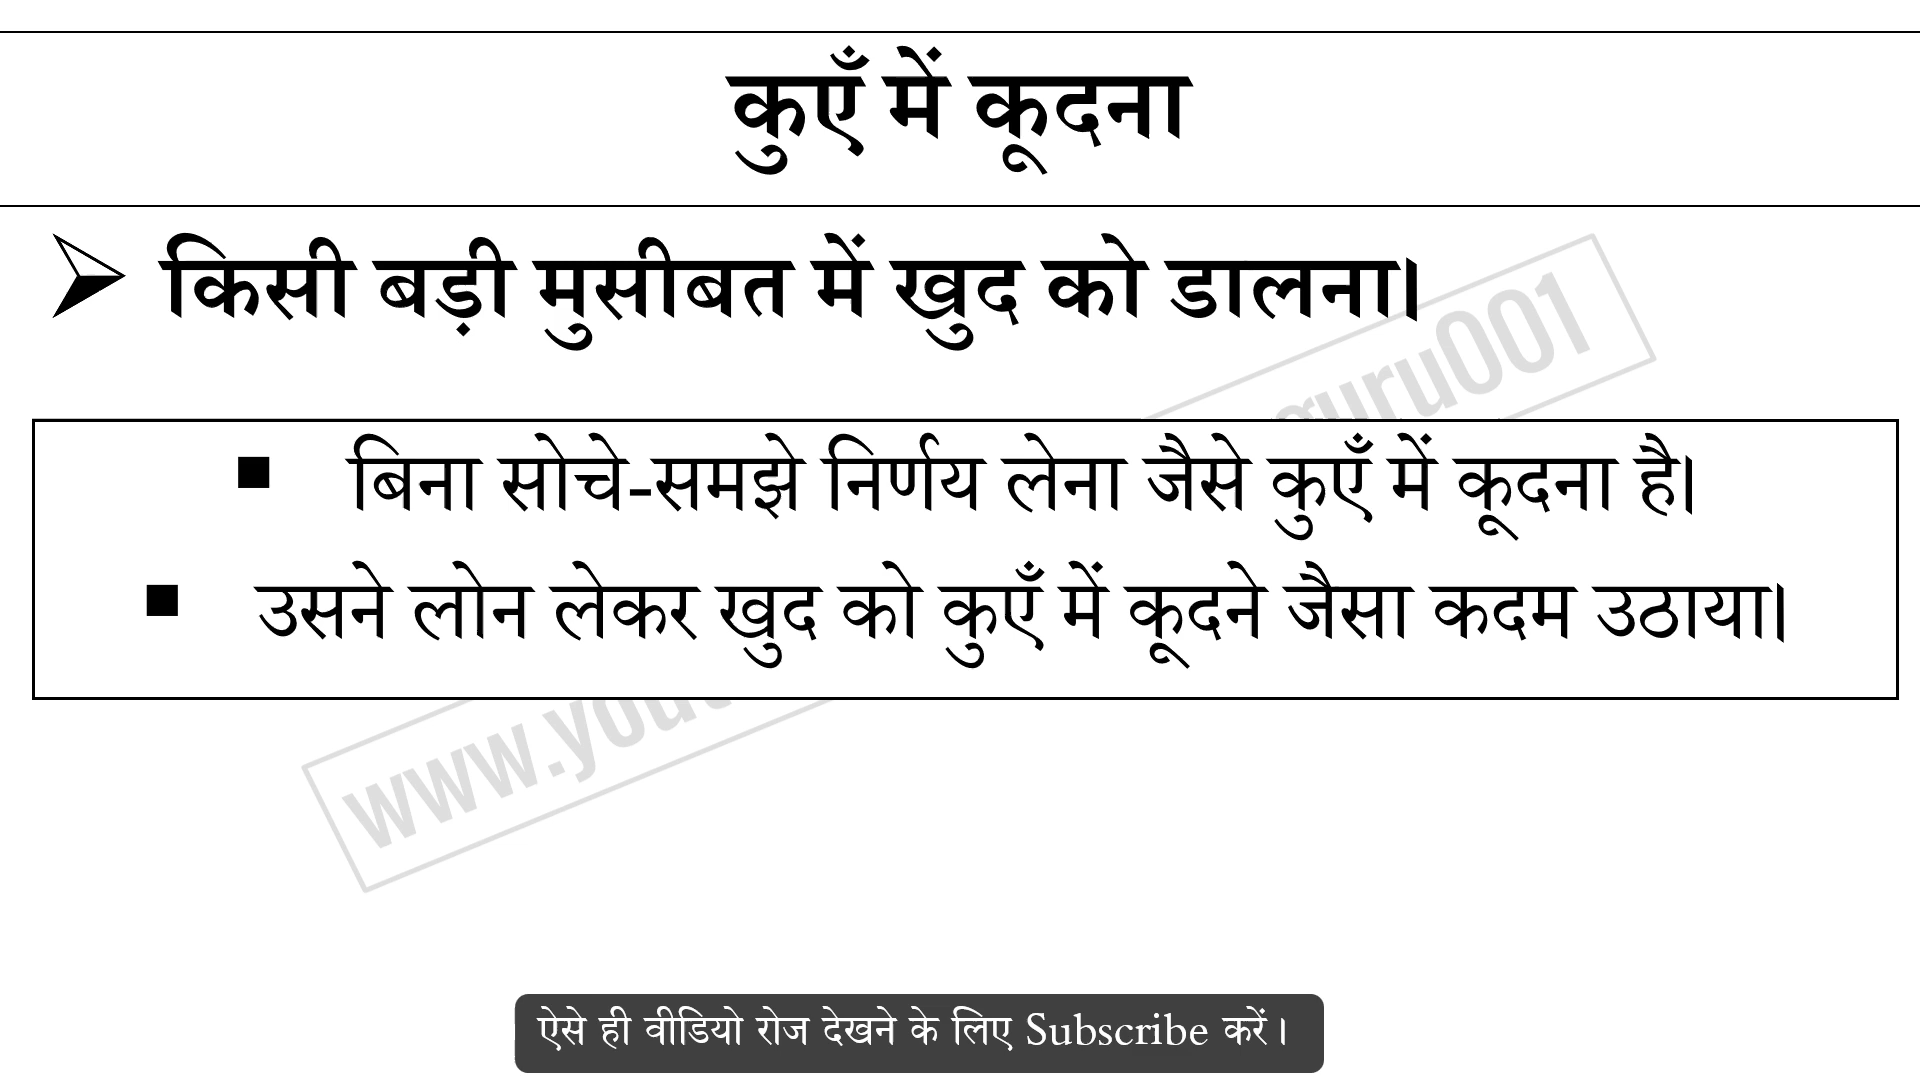 कुएँ में कूदना
किसी बड़ी मुसीबत में खुद को डालना।
बिना सोचे-समझे निर्णय लेना जैसे कुएँ में कूदना है।
उसने लोन लेकर खुद को कुएँ में कूदने जैसा कदम उठाया।
ऐसे ही वीडियो रोज देखने के लिए Subscribe करें।